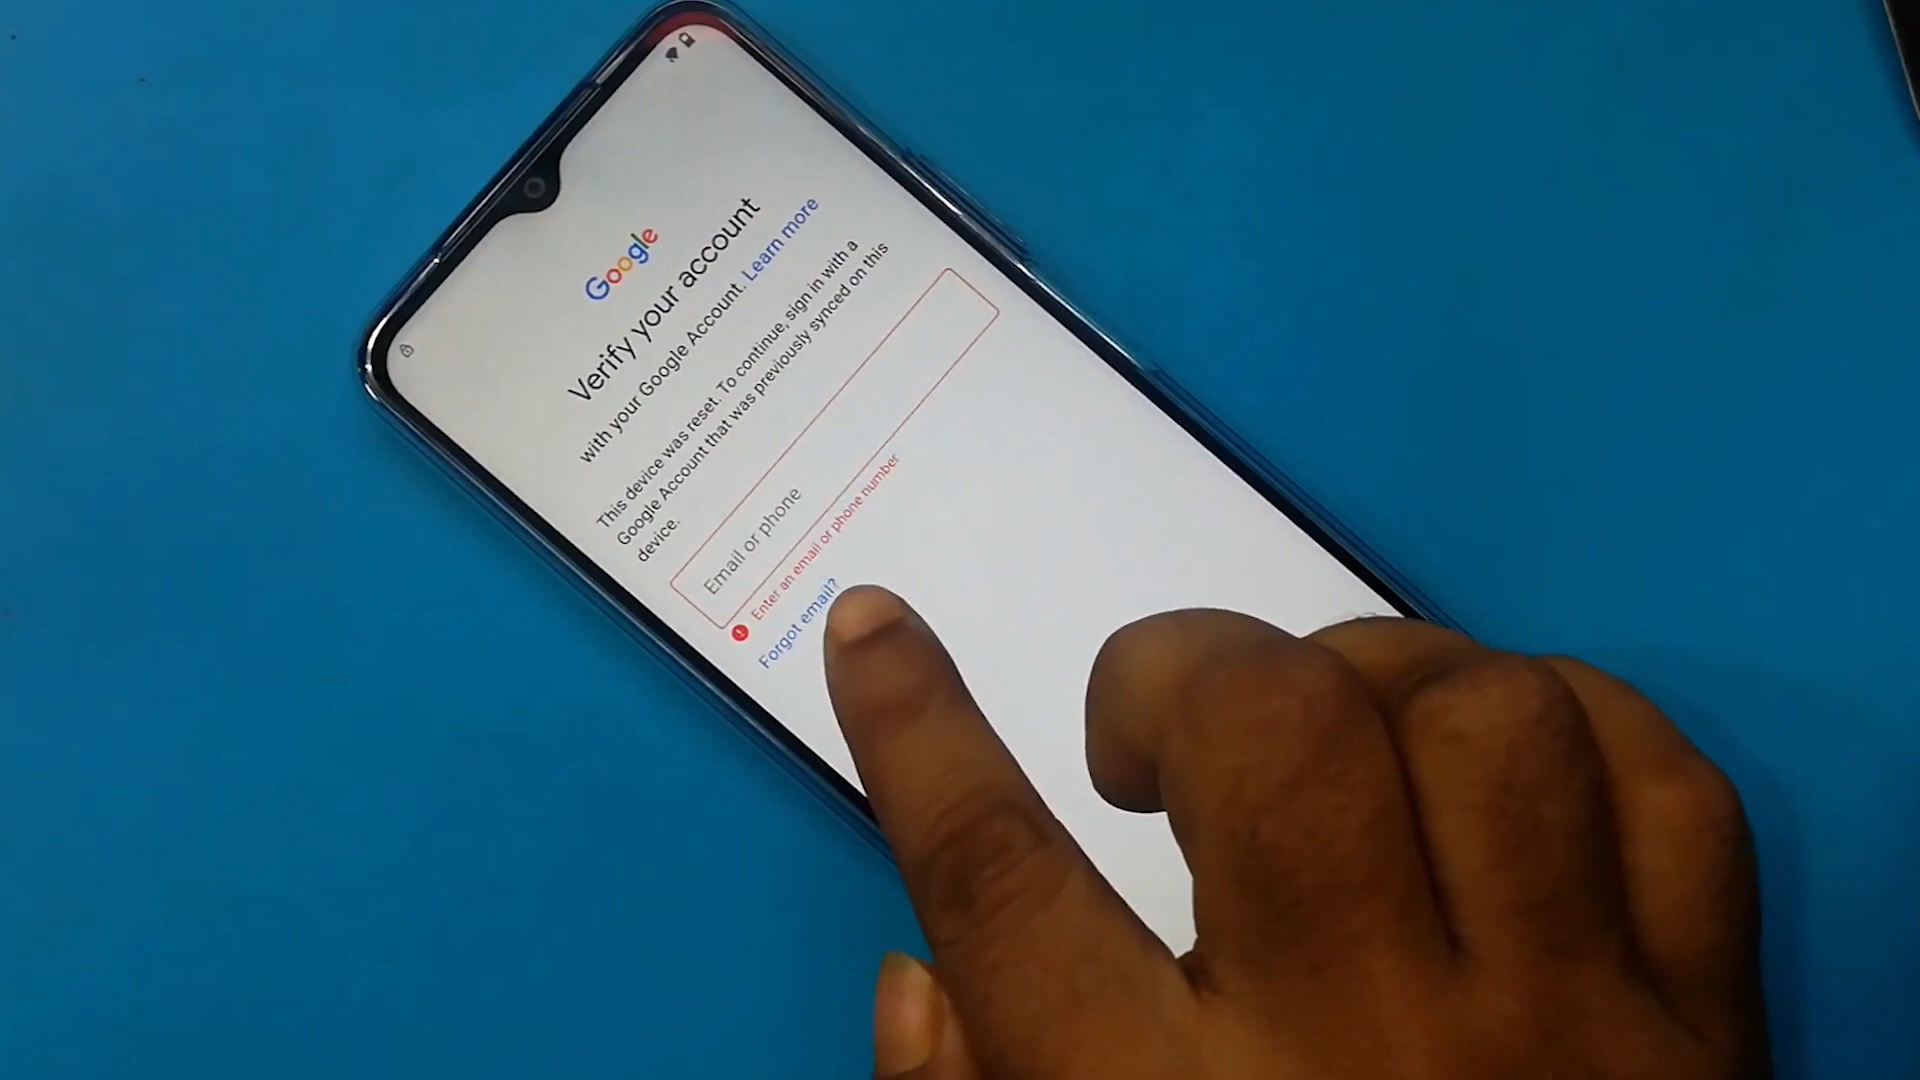 Google
Verify your account
with your Google Account. Learn more
This device was reset. To continue, sign in with a
Google Account that was previously synced on this
device.
Email or phone
Enter an email or phone number
Forgot email?